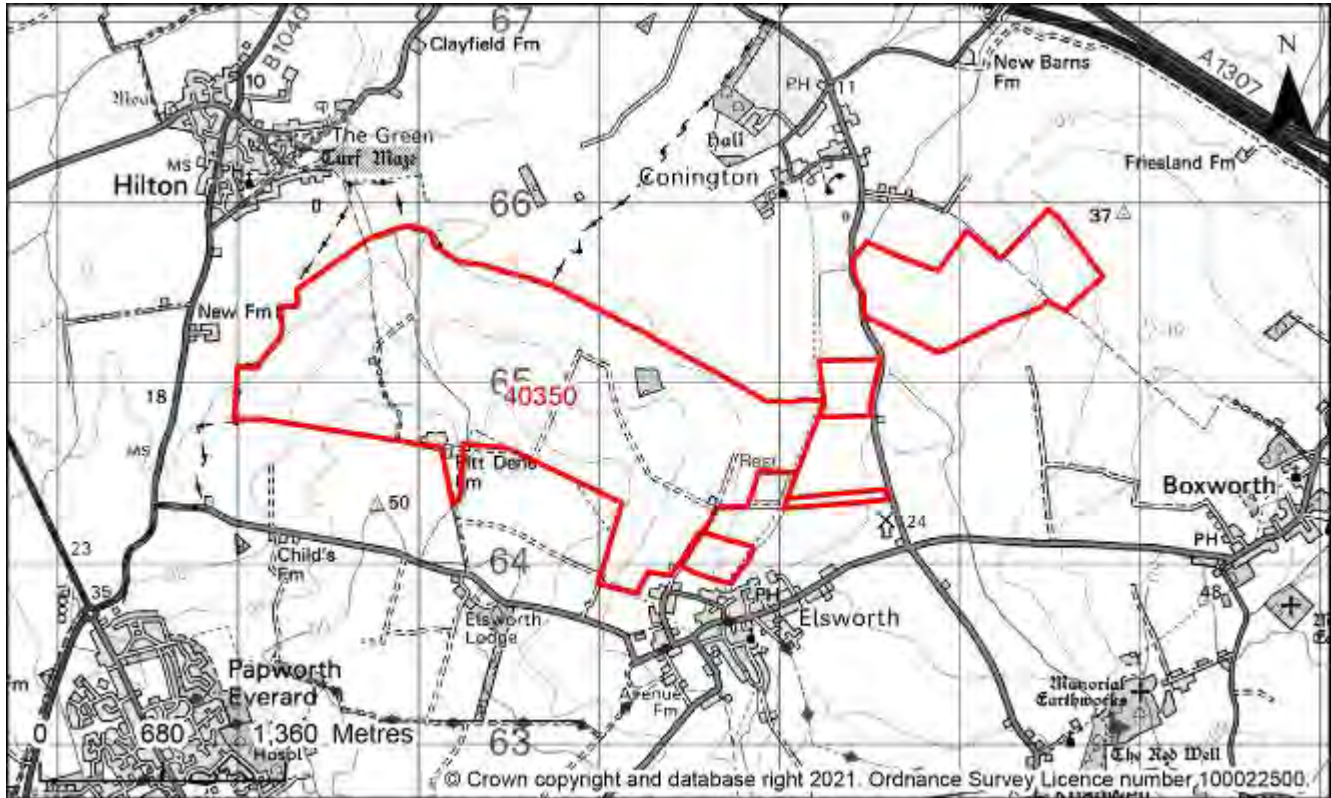 67
Clayfield Fm
B1040
10
PH
11
New Barns
Fm
A1307
N
The Green
Turf Maze
MS
Hilton
Hall
Conington
Friesland Fm
66
9
37
New Fm
65
40350
18
MS
Pitt Dene
Fm
Resr
Boxworth
50
24
PH
23
Child's
Fm
64
48
35
PH
Elsworth
Elsworth
Lodge
Papworth
Everard
Avenue
Fm
Manorial
Earthworks
0 680 1,360 Metres
Hospl
63
The Red Well
© Crown copyright and database right 2021. Ordnance Survey Licence number 100022500.